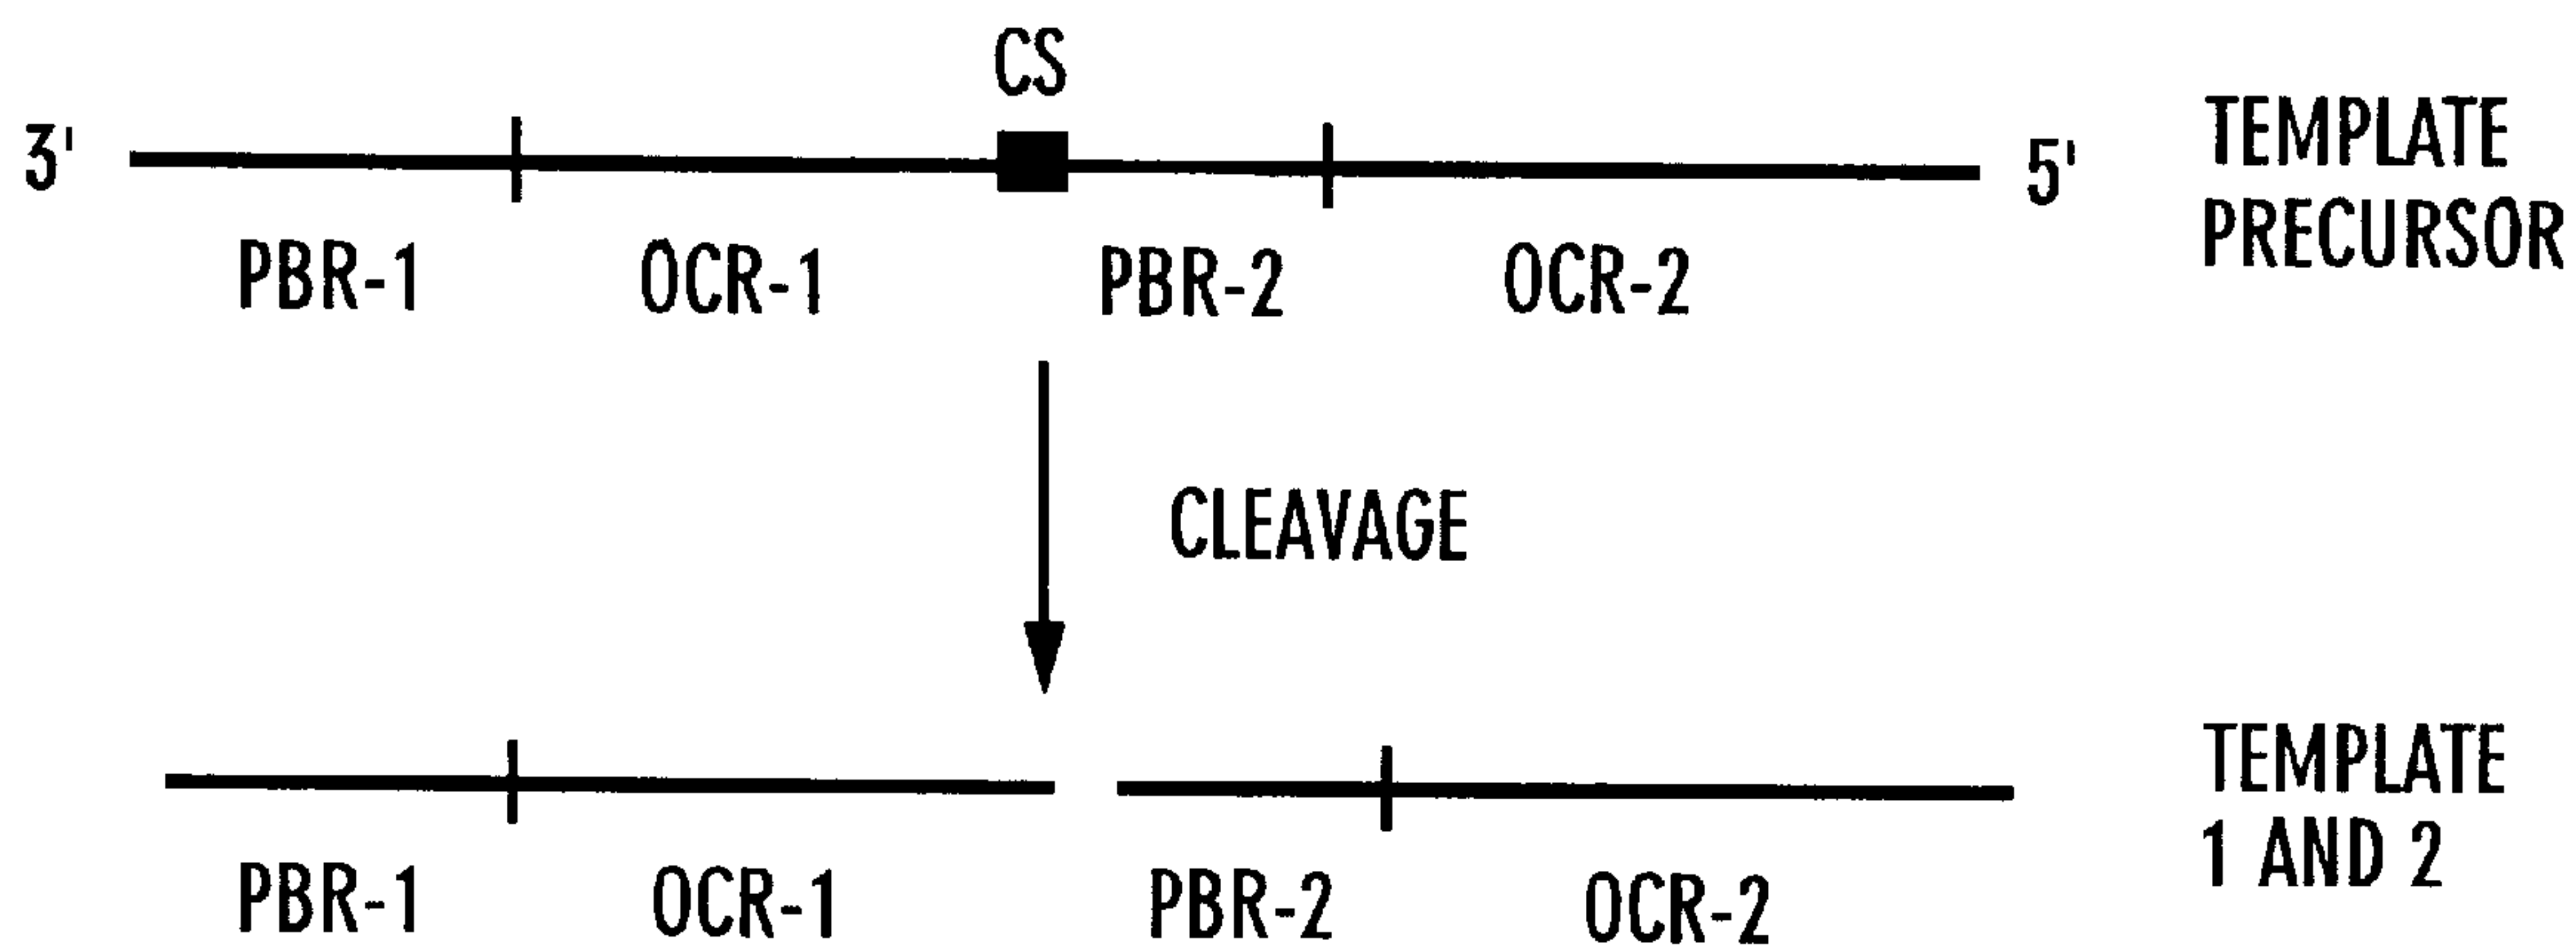 CS
3' 5' TEMPLATE
PRECURSOR
PBR-1 OCR-1 PBR-2 OCR-2
CLEAVAGE
TEMPLATE
1 AND 2
PBR-1 OCR-1 PBR-2 OCR-2